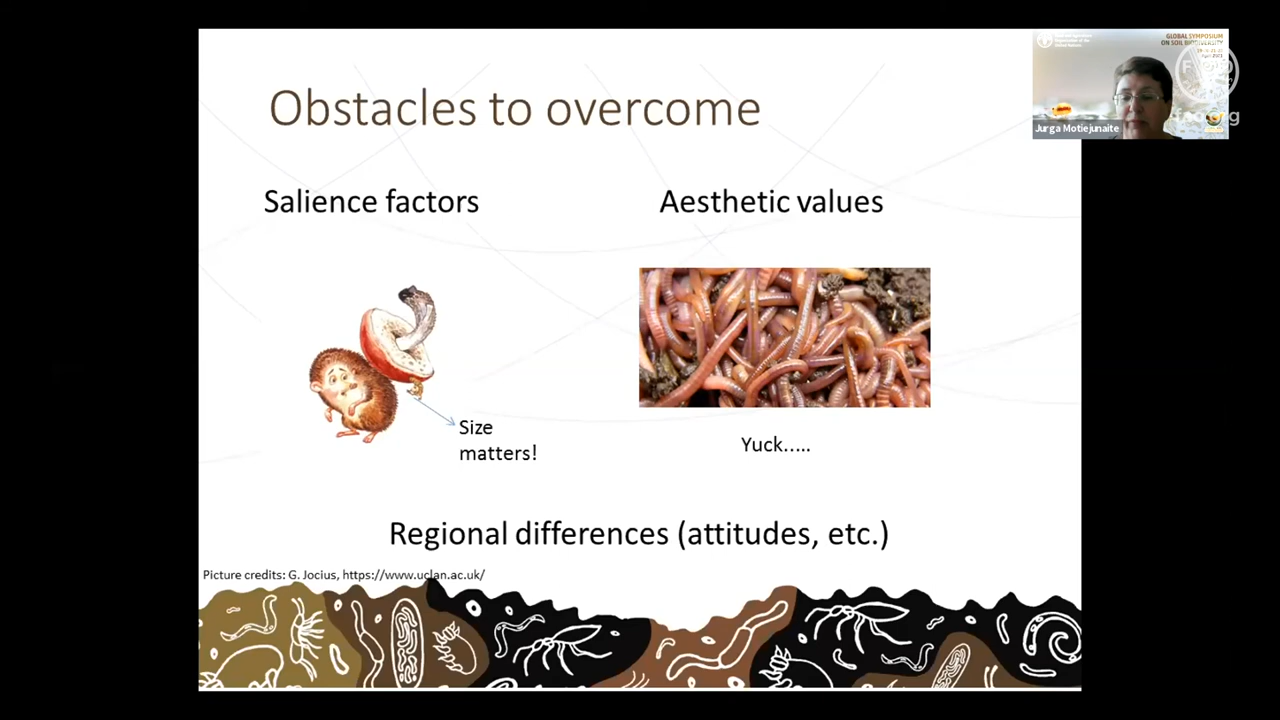 Obstacles to overcome
Salience factors
Aesthetic values
Size
matters!
Yuck.....
Regional differences (attitudes, etc.)
Picture credits: G. Jocius, https://www.uclan.ac.uk/
GLOBAL SYMPOSIUM
ON SOIL BIODIVERSITY
Jurga Motiejunaite